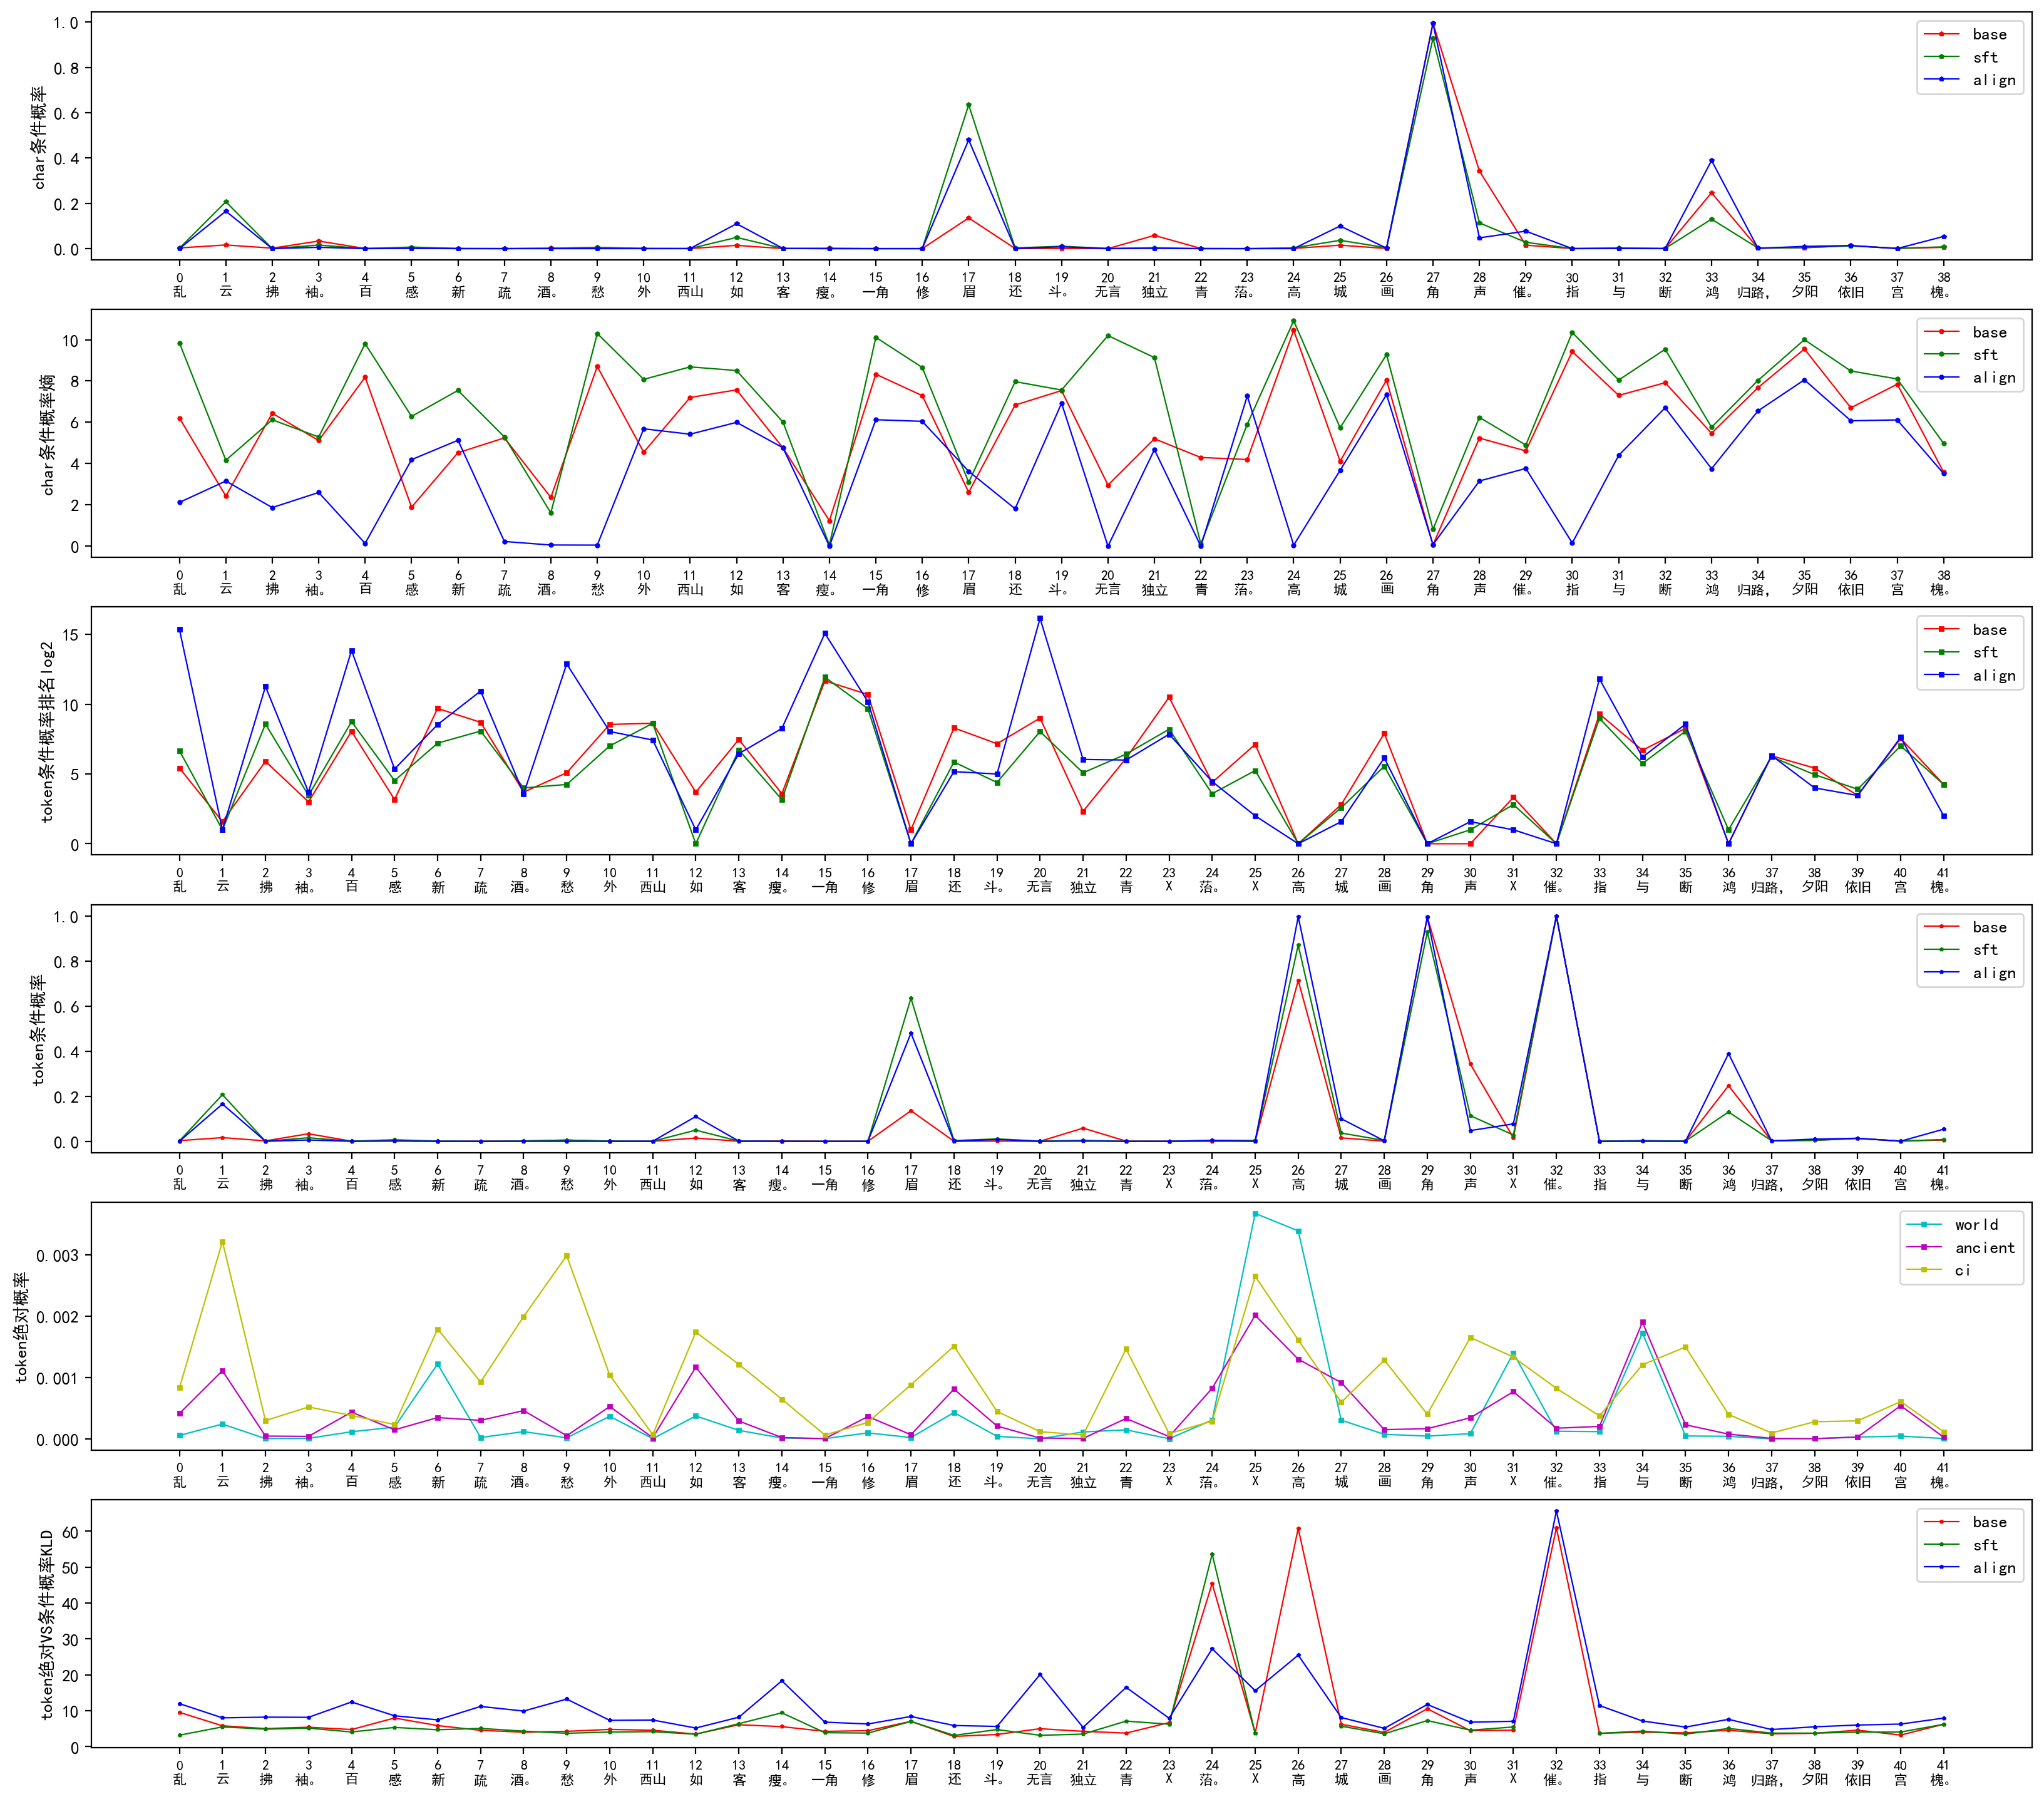 char条件概率
1.0
0.8
0.6
0.4
0.2
0.0
base
sft
align
0 1 2 3 4 5 6 7 8 9 10 11 12 13 14 15 16 17 18 19 20 21 22 23 24 25 26 27 28 29 30 31 32 33 34 35 36 37 38
乱 云 拂 袖。 百 感 新 疏 酒。 愁 外 西山 如 客 瘦。 一角 修 眉 还 斗。 无言 独立 青 萡。 高 城 画 角 声 催。 指 与 断 鸿 归路, 夕阳 依旧 宫 槐。
char条件概率熵
10
8
6
4
2
0
base
sft
align
0 1 2 3 4 5 6 7 8 9 10 11 12 13 14 15 16 17 18 19 20 21 22 23 24 25 26 27 28 29 30 31 32 33 34 35 36 37 38
乱 云 拂 袖。 百 感 新 疏 酒。 愁 外 西山 如 客 瘦。 一角 修 眉 还 斗。 无言 独立 青 萡。 高 城 画 角 声 催。 指 与 断 鸿 归路, 夕阳 依旧 宫 槐。
token条件概率排名log2
15
10
5
0
base
sft
align
0 1 2 3 4 5 6 7 8 9 10 11 12 13 14 15 16 17 18 19 20 21 22 23 24 25 26 27 28 29 30 31 32 33 34 35 36 37 38 39 40 41
乱 云 拂 袖。 百 感 新 疏 酒。 愁 外 西山 如 客 瘦。 一角 修 眉 还 斗。 无言 独立 青 X 萡。 X 高 城 画 角 声 X 催。 指 与 断 鸿 归路, 夕阳 依旧 宫 槐。
token条件概率
1.0
0.8
0.6
0.4
0.2
0.0
base
sft
align
0 1 2 3 4 5 6 7 8 9 10 11 12 13 14 15 16 17 18 19 20 21 22 23 24 25 26 27 28 29 30 31 32 33 34 35 36 37 38 39 40 41
乱 云 拂 袖。 百 感 新 疏 酒。 愁 外 西山 如 客 瘦。 一角 修 眉 还 斗。 无言 独立 青 X 萡。 X 高 城 画 角 声 X 催。 指 与 断 鸿 归路, 夕阳 依旧 宫 槐。
token绝对概率
0.003
0.002
0.001
0.000
world
ancient
ci
0 1 2 3 4 5 6 7 8 9 10 11 12 13 14 15 16 17 18 19 20 21 22 23 24 25 26 27 28 29 30 31 32 33 34 35 36 37 38 39 40 41
乱 云 拂 袖。 百 感 新 疏 酒。 愁 外 西山 如 客 瘦。 一角 修 眉 还 斗。 无言 独立 青 X 萡。 X 高 城 画 角 声 X 催。 指 与 断 鸿 归路, 夕阳 依旧 宫 槐。
token绝对VS条件概率KLD
60
50
40
30
20
10
0
base
sft
align
0 1 2 3 4 5 6 7 8 9 10 11 12 13 14 15 16 17 18 19 20 21 22 23 24 25 26 27 28 29 30 31 32 33 34 35 36 37 38 39 40 41
乱 云 拂 袖。 百 感 新 疏 酒。 愁 外 西山 如 客 瘦。 一角 修 眉 还 斗。 无言 独立 青 X 萡。 X 高 城 画 角 声 X 催。 指 与 断 鸿 归路, 夕阳 依旧 宫 槐。